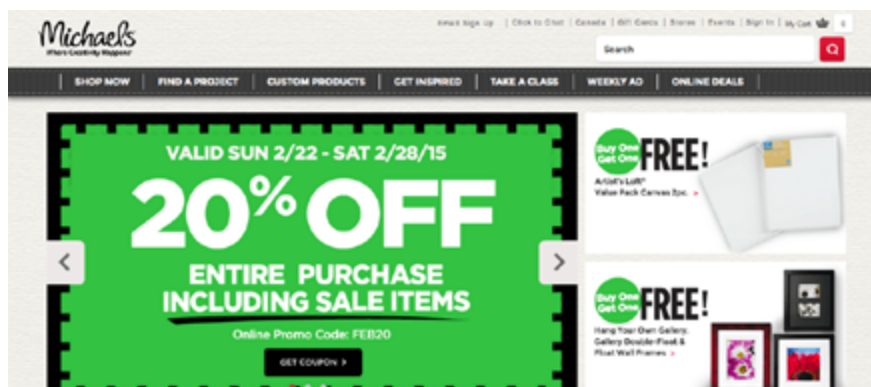 Michaels
Where Creativity Happens
Email Sign Up | Click to Chat | Canada | Gift Cards | Stores | Events | Sign In | My Cart 0
Search
SHOP NOW | FIND A PROJECT | CUSTOM PRODUCTS | GET INSPIRED | TAKE A CLASS | WEEKLY AD | ONLINE DEALS
VALID SUN 2/22 - SAT 2/28/15
20% OFF
ENTIRE PURCHASE
INCLUDING SALE ITEMS
Online Promo Code: FEB20
GET COUPON >
Buy One
Get One FREE!
Artist's Loft®
Value Pack Canvas 2pc. >
Buy One
Get One FREE!
Hang Your Own Gallery,
Gallery Double-Float &
Float Wall Frames >